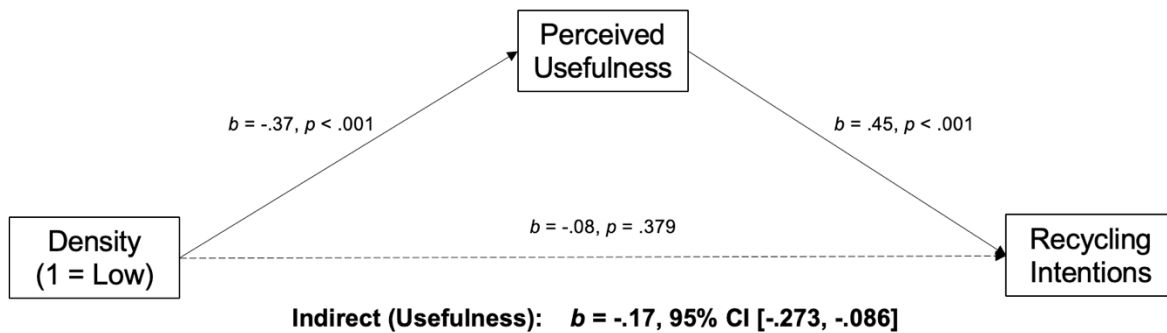 Perceived
Usefulness
b = -.37, p < .001
b = .45, p < .001
b = -.08, p = .379
Density
(1 = Low)
Recycling
Intentions
Indirect (Usefulness): b = -.17, 95% CI [-.273, -.086]